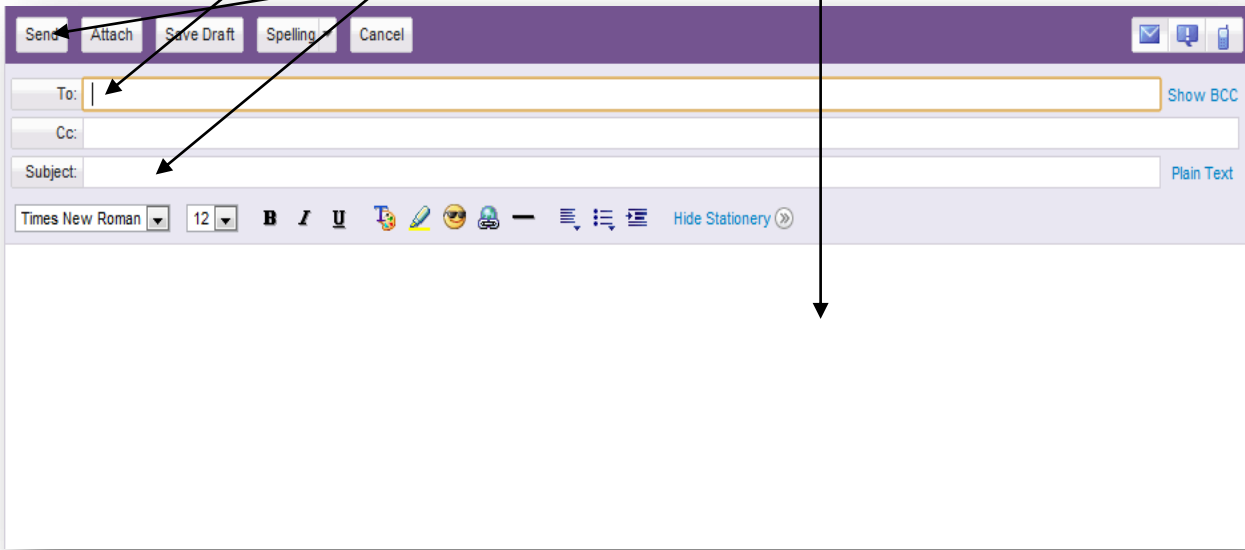 Send Attach Save Draft Spelling Cancel
To: Show BCC
Cc:
Subject: Plain Text
Times New Roman 12 B I U Hide Stationery